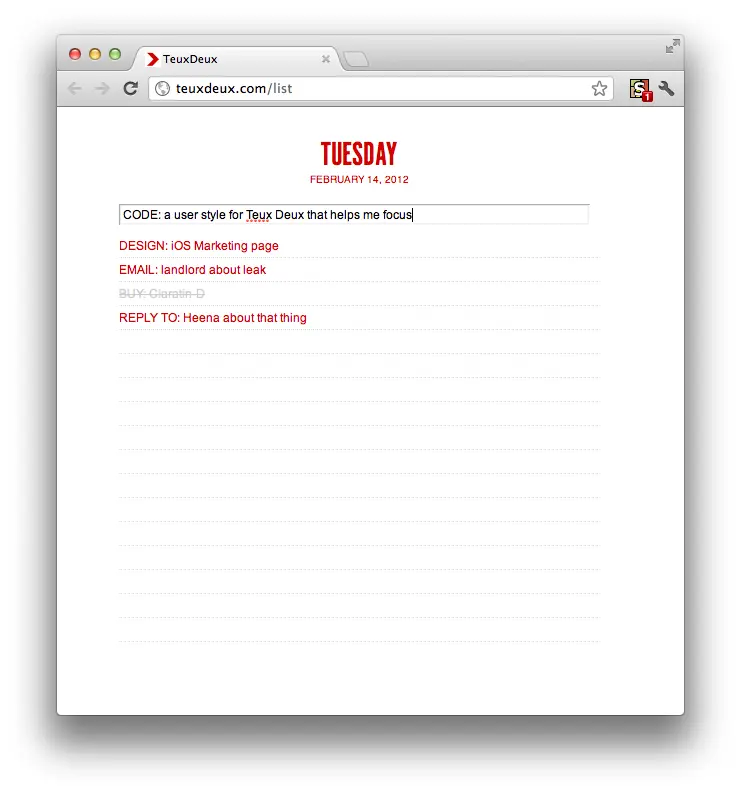 TeuxDeux
teuxdeux.com/list
S
1
TUESDAY
FEBRUARY 14, 2012
CODE: a user style for Teux Deux that helps me focus
DESIGN: iOS Marketing page
EMAIL: landlord about leak
BUY: Claratin-D
REPLY TO: Heena about that thing